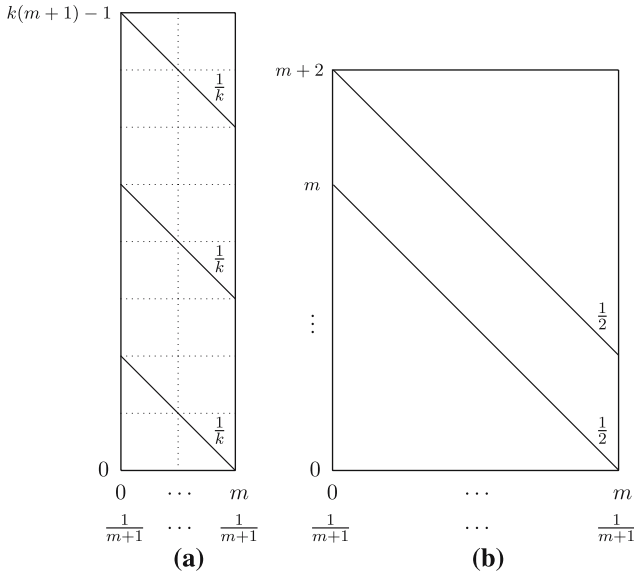 k(m+1)−1
1/k
1/k
1/k
0
0 ⋯ m
1/(m+1) ⋯ 1/(m+1)
(a)
m+2
m
⋮
1/2
1/2
0
0 ⋯ m
1/(m+1) ⋯ 1/(m+1)
(b)